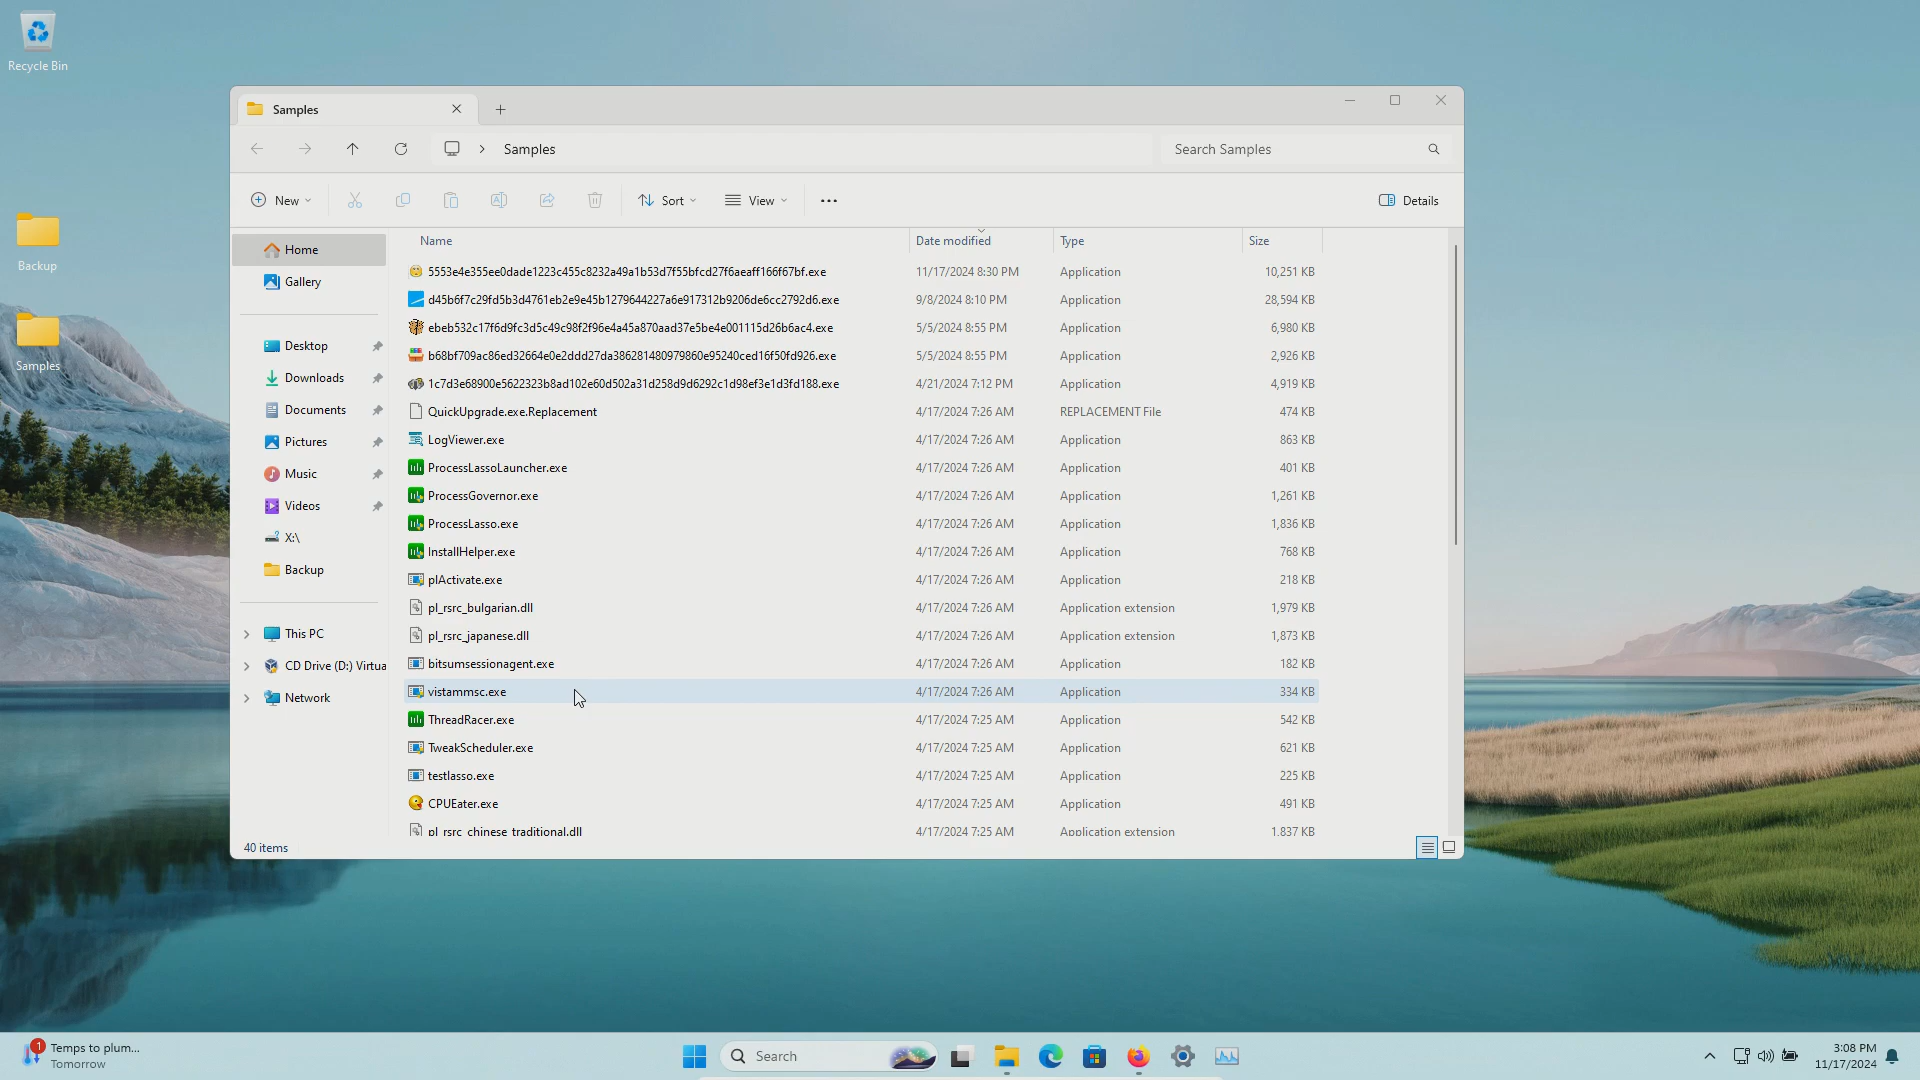 Recycle Bin
Backup
Samples
Samples
Samples
Search Samples
New
Sort
View
Details
Home
Gallery
Desktop
Downloads
Documents
Pictures
Music
Videos
X:\
Backup
This PC
CD Drive (D:) Virtua
Network
Name Date modified Type Size
5553e4e355ee0dade1223c455c8232a49a1b53d7f55bfcd27f6aeaff166f67bf.exe 11/17/2024 8:30 PM Application 10,251 KB
d45b6f7c29fd5b3d4761eb2e9e45b1279644227a6e917312b9206de6cc2792d6.exe 9/8/2024 8:10 PM Application 28,594 KB
ebeb532c17f6d9fc3d5c49c98f2f96e4a45a870aad37e5be4e001115d26b6ac4.exe 5/5/2024 8:55 PM Application 6,980 KB
b68bf709ac86ed32664e0e2ddd27da386281480979860e95240ced16f50fd926.exe 5/5/2024 8:55 PM Application 2,926 KB
1c7d3e68900e5622323b8ad102e60d502a31d258d9d6292c1d98ef3e1d3fd188.exe 4/21/2024 7:12 PM Application 4,919 KB
QuickUpgrade.exe.Replacement 4/17/2024 7:26 AM REPLACEMENT File 474 KB
LogViewer.exe 4/17/2024 7:26 AM Application 863 KB
ProcessLassoLauncher.exe 4/17/2024 7:26 AM Application 401 KB
ProcessGovernor.exe 4/17/2024 7:26 AM Application 1,261 KB
ProcessLasso.exe 4/17/2024 7:26 AM Application 1,836 KB
InstallHelper.exe 4/17/2024 7:26 AM Application 768 KB
plActivate.exe 4/17/2024 7:26 AM Application 218 KB
pl_rsrc_bulgarian.dll 4/17/2024 7:26 AM Application extension 1,979 KB
pl_rsrc_japanese.dll 4/17/2024 7:26 AM Application extension 1,873 KB
bitsumsessionagent.exe 4/17/2024 7:26 AM Application 182 KB
vistammsc.exe 4/17/2024 7:26 AM Application 334 KB
ThreadRacer.exe 4/17/2024 7:25 AM Application 542 KB
TweakScheduler.exe 4/17/2024 7:25 AM Application 621 KB
testlasso.exe 4/17/2024 7:25 AM Application 225 KB
CPUEater.exe 4/17/2024 7:25 AM Application 491 KB
pl_rsrc_chinese_traditional.dll 4/17/2024 7:25 AM Application extension 1,837 KB
40 items
1
Temps to plum...
Tomorrow
Search
3:08 PM
11/17/2024